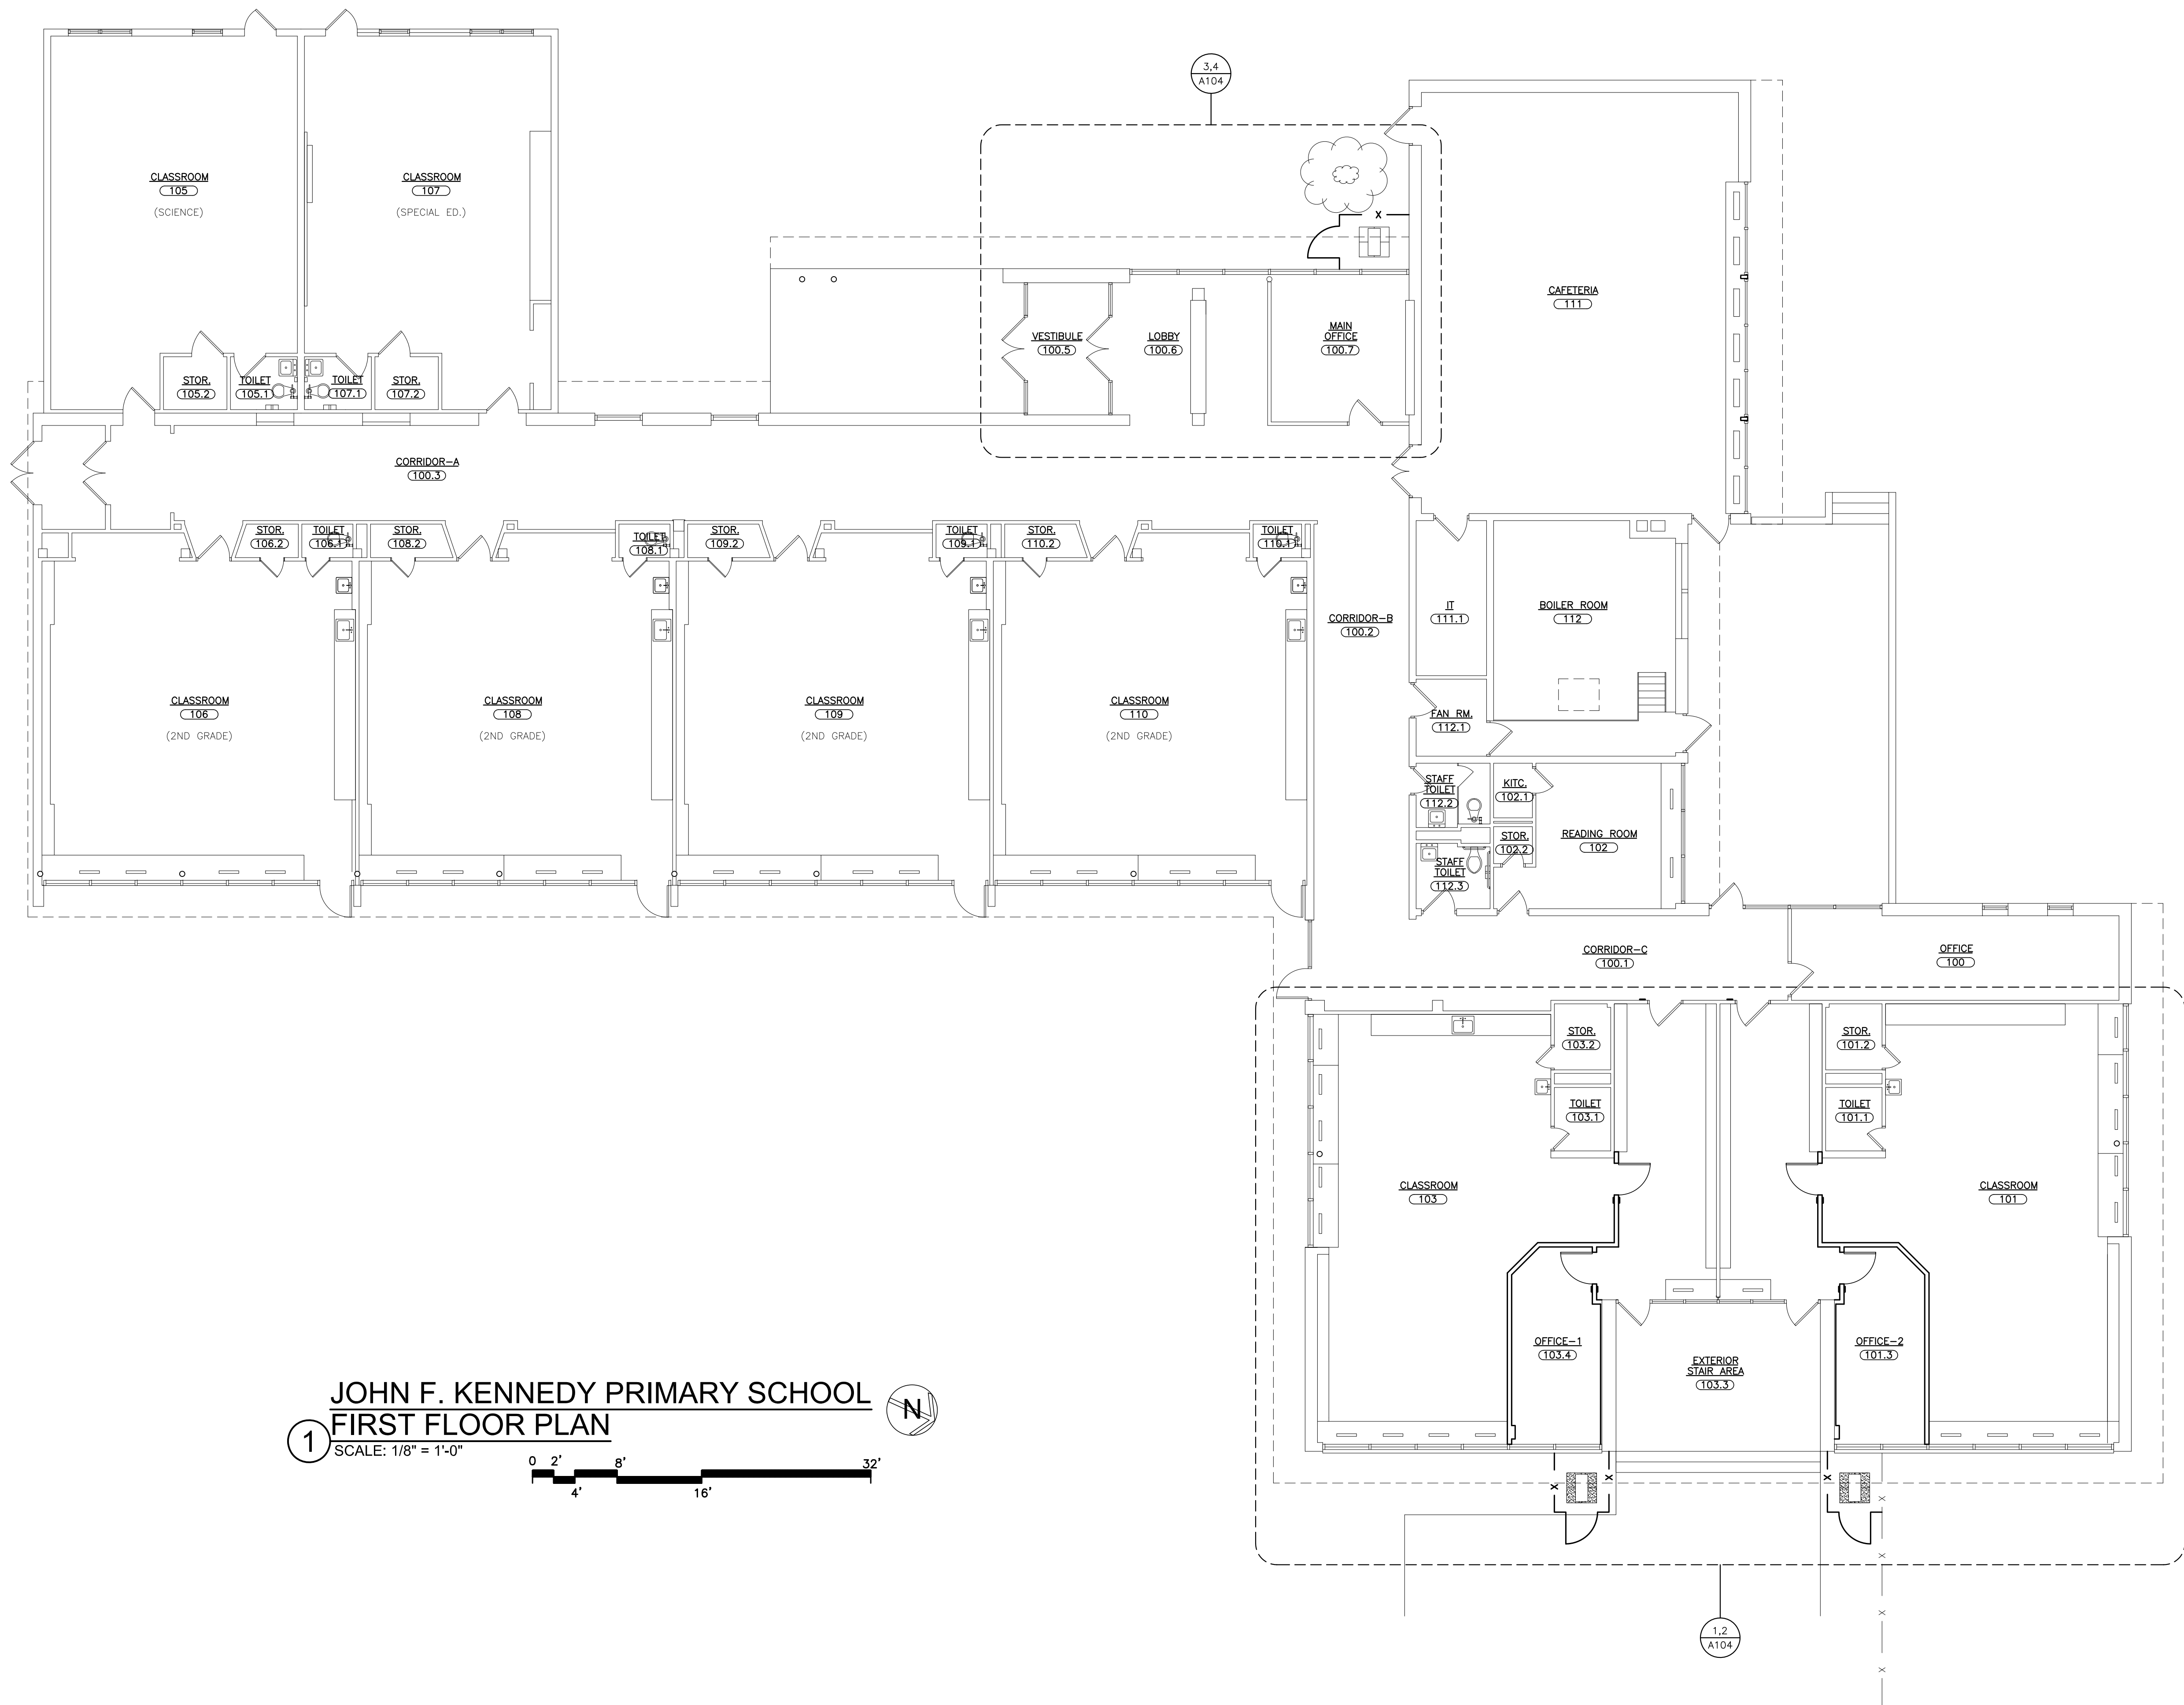 3,4
A104
CLASSROOM
105
(SCIENCE)
CLASSROOM
107
(SPECIAL ED.)
X
CAFETERIA
111
VESTIBULE
100.5
LOBBY
100.6
MAIN
OFFICE
100.7
STOR.
105.2
TOILET
105.1
TOILET
107.1
STOR.
107.2
CORRIDOR-A
100.3
STOR.
106.2
TOILET
106.1
STOR.
108.2
TOILET
108.1
STOR.
109.2
TOILET
109.1
STOR.
110.2
TOILET
110.1
CORRIDOR-B
100.2
IT
111.1
BOILER ROOM
112
CLASSROOM
106
(2ND GRADE)
CLASSROOM
108
(2ND GRADE)
CLASSROOM
109
(2ND GRADE)
CLASSROOM
110
(2ND GRADE)
FAN RM.
112.1
STAFF
TOILET
112.2
KITC.
102.1
STOR.
102.2
READING ROOM
102
STAFF
TOILET
112.3
CORRIDOR-C
100.1
OFFICE
100
STOR.
103.2
STOR.
101.2
TOILET
103.1
TOILET
101.1
CLASSROOM
103
CLASSROOM
101
OFFICE-1
103.4
EXTERIOR
STAIR AREA
103.3
OFFICE-2
101.3
X
X
X
X
X
X
X
1,2
A104
JOHN F. KENNEDY PRIMARY SCHOOL
N
1
FIRST FLOOR PLAN
SCALE: 1/8" = 1'-0"
0 2' 8' 32'
4' 16'